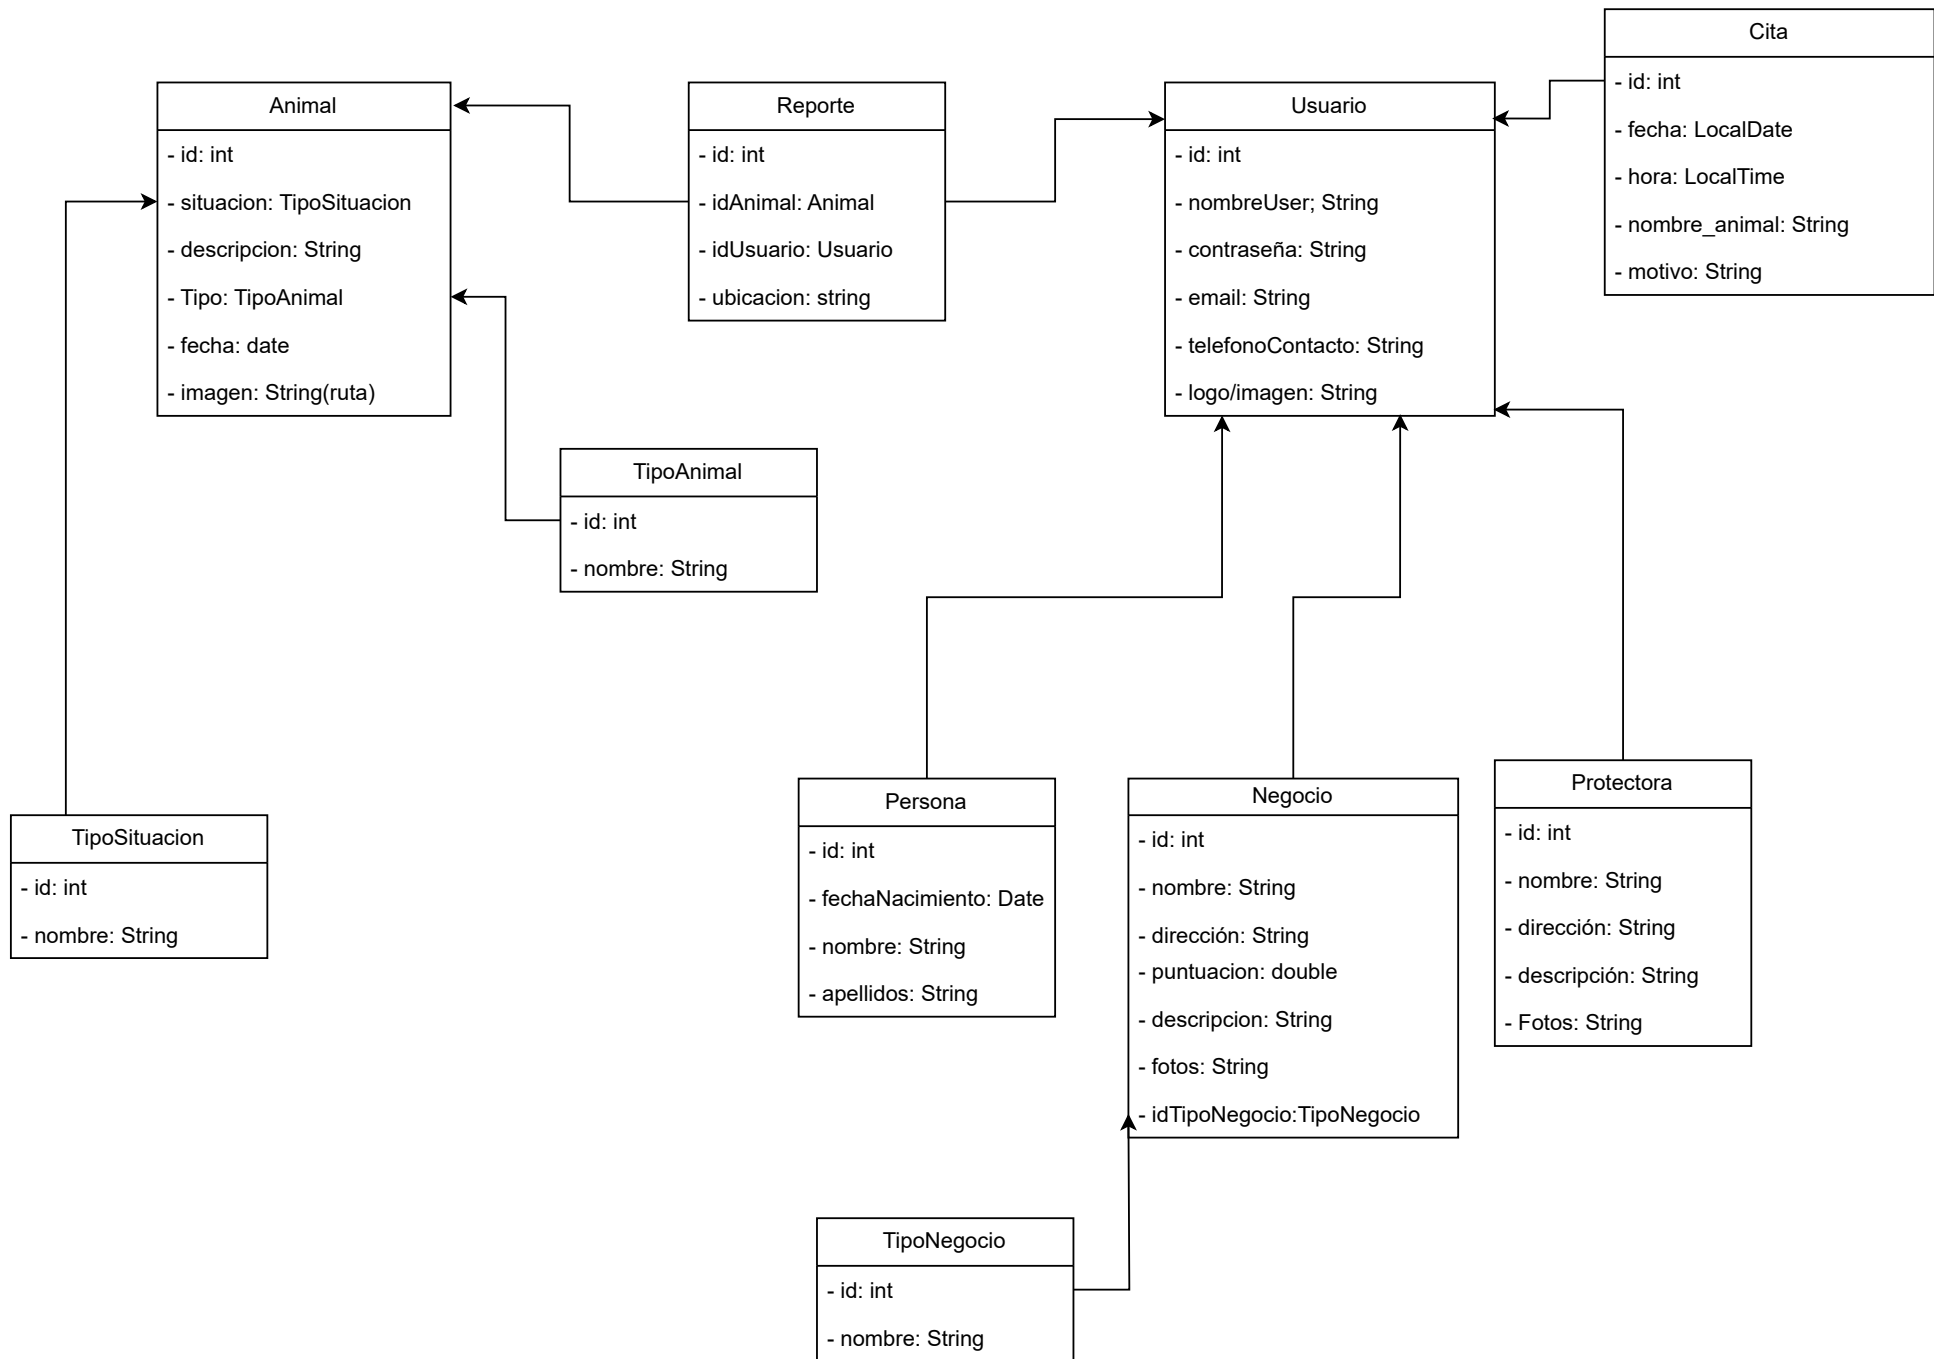 Cita
- id: int
- fecha: LocalDate
- hora: LocalTime
- nombre_animal: String
- motivo: String
Animal
- id: int
- situacion: TipoSituacion
- descripcion: String
- Tipo: TipoAnimal
- fecha: date
- imagen: String(ruta)
Reporte
- id: int
- idAnimal: Animal
- idUsuario: Usuario
- ubicacion: string
Usuario
- id: int
- nombreUser; String
- contraseña: String
- email: String
- telefonoContacto: String
- logo/imagen: String
TipoAnimal
- id: int
- nombre: String
TipoSituacion
- id: int
- nombre: String
Persona
- id: int
- fechaNacimiento: Date
- nombre: String
- apellidos: String
Negocio
- id: int
- nombre: String
- dirección: String
- puntuacion: double
- descripcion: String
- fotos: String
- idTipoNegocio:TipoNegocio
Protectora
- id: int
- nombre: String
- dirección: String
- descripción: String
- Fotos: String
TipoNegocio
- id: int
- nombre: String